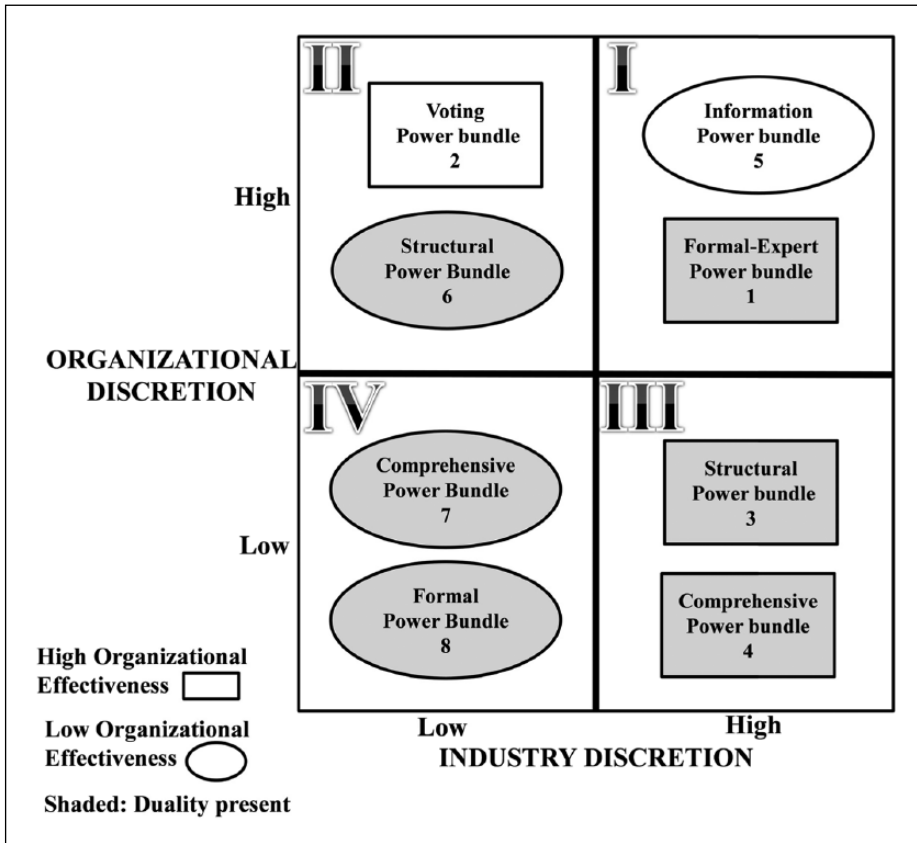 II
Voting
Power bundle
2
I
Information
Power bundle
5
High
Structural
Power Bundle
6
Formal-Expert
Power bundle
1
ORGANIZATIONAL
DISCRETION
IV
Comprehensive
Power Bundle
7
III
Structural
Power bundle
3
Low
Formal
Power Bundle
8
Comprehensive
Power bundle
4
High Organizational
Effectiveness
Low Organizational
Effectiveness
Shaded: Duality present
Low
High
INDUSTRY DISCRETION